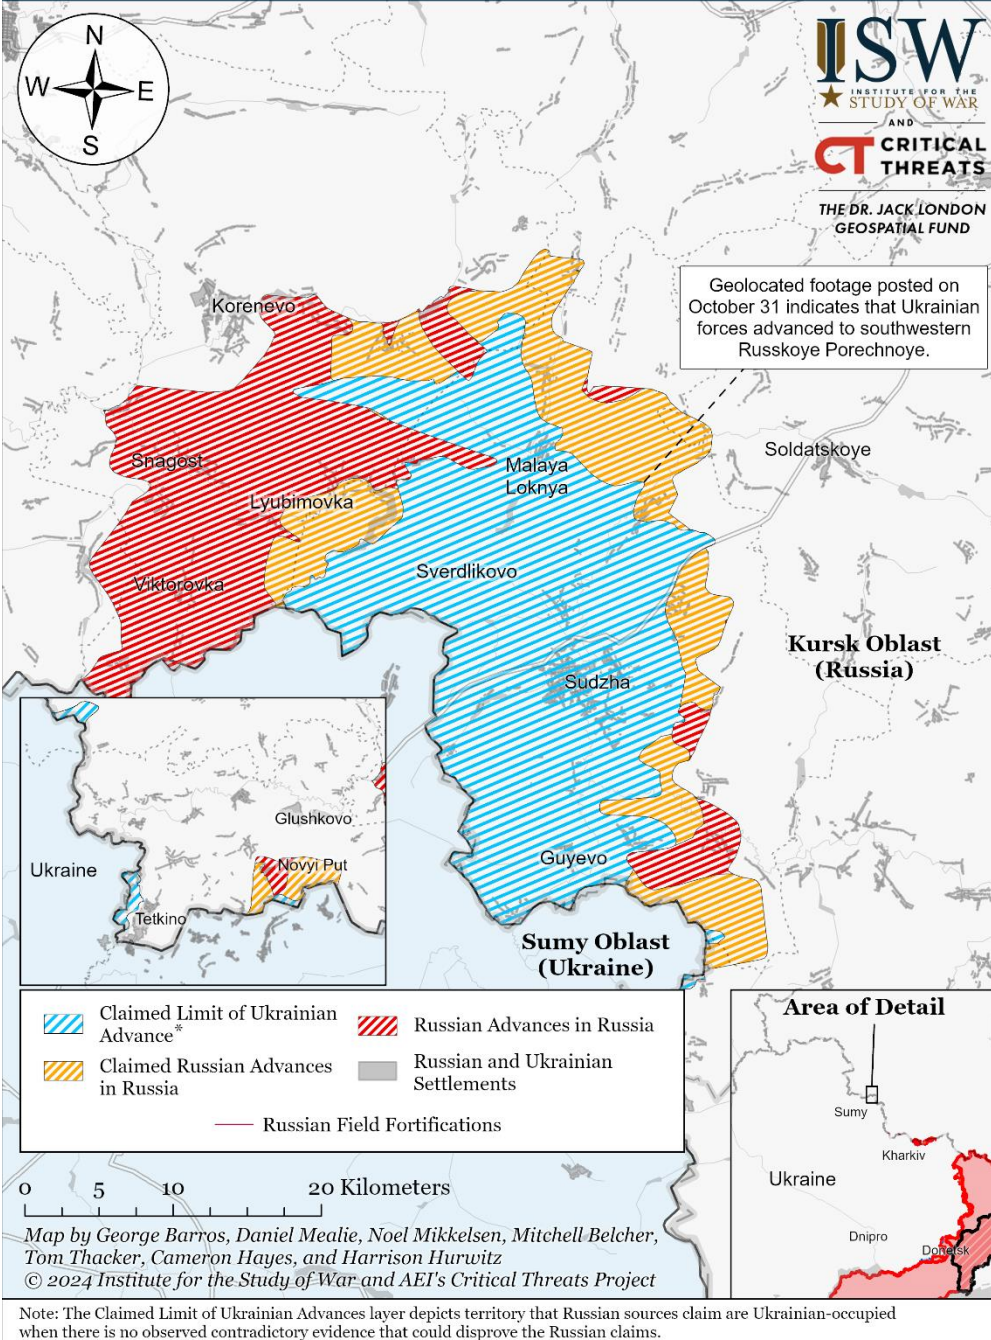 N
W E
S
ISW
INSTITUTE FOR THE
STUDY OF WAR
AND
CT CRITICAL
THREATS
THE DR. JACK LONDON
GEOSPATIAL FUND
Geolocated footage posted on
October 31 indicates that Ukrainian
forces advanced to southwestern
Russkoye Porechnoye.
Korenevo
Soldatskoye
Snagost
Malaya
Loknya
Lyubimovka
Sverdlikovo
Viktorovka
Kursk Oblast
(Russia)
Sudzha
Glushkovo
Guyevo
Novyi Put
Ukraine
Tetkino
Sumy Oblast
(Ukraine)
Claimed Limit of Ukrainian
Advance*
Russian Advances in Russia
Claimed Russian Advances
in Russia
Russian and Ukrainian
Settlements
Russian Field Fortifications
Area of Detail
Sumy
Kharkiv
Ukraine
Dnipro
Donetsk
0 5 10 20 Kilometers
Map by George Barros, Daniel Mealie, Noel Mikkelsen, Mitchell Belcher,
Tom Thacker, Cameron Hayes, and Harrison Hurwitz
© 2024 Institute for the Study of War and AEI's Critical Threats Project
Note: The Claimed Limit of Ukrainian Advances layer depicts territory that Russian sources claim are Ukrainian-occupied
when there is no observed contradictory evidence that could disprove the Russian claims.